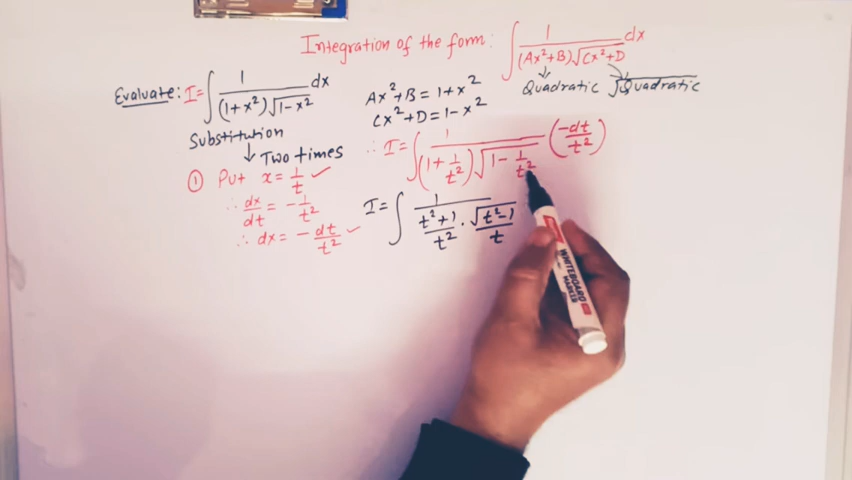 Integration of the form: ∫ 1/((Ax²+B)√(Cx²+D)) dx
Quadratic √Quadratic
Evaluate: I = ∫ 1/((1+x²)√(1-x²)) dx
Ax²+B = 1+x²
Cx²+D = 1-x²
Substitution
↓ Two times
① Put x = 1/t ✓
∴ dx/dt = -1/t²
∴ dx = -dt/t² ✓
∴ I = ∫ 1/((1+1/t²)√(1-1/t²)) (-dt/t²)
I = ∫ 1/((t²+1)/t² · √(t²-1)/t)
WHITEBOARD
MARKER